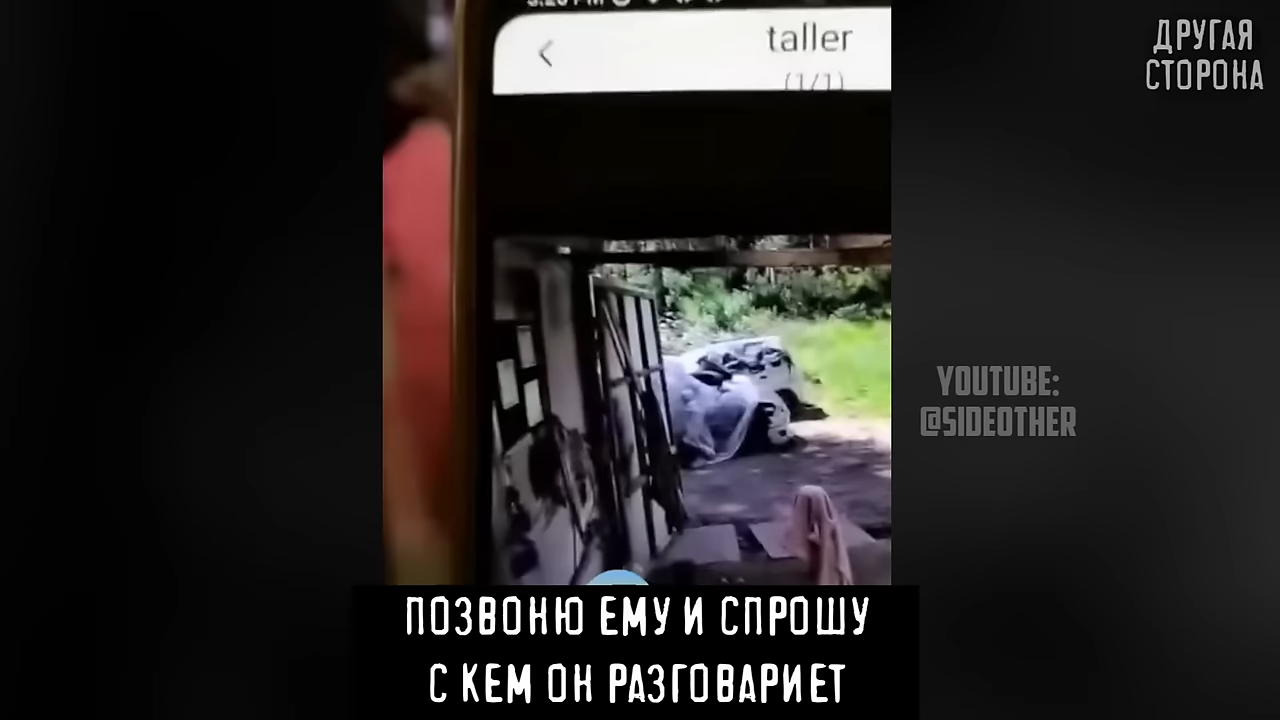 taller
(1/1)
ДРУГАЯ
СТОРОНА
YOUTUBE:
@SIDEOTHER
ПОЗВОНЮ ЕМУ И СПРОШУ
С КЕМ ОН РАЗГОВАРИЕТ